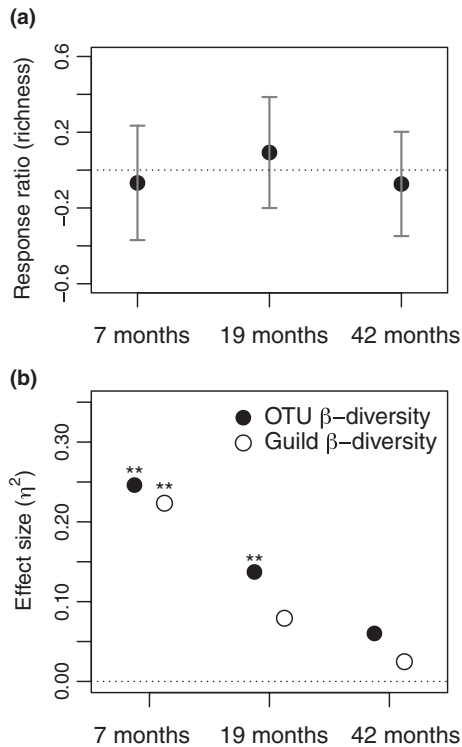 (a)
Response ratio (richness)
0.6
0.2
−0.2
−0.6
7 months 19 months 42 months
(b)
Effect size (η²)
0.30
0.20
0.10
0.00
OTU β−diversity
Guild β−diversity
**
**
**
7 months 19 months 42 months